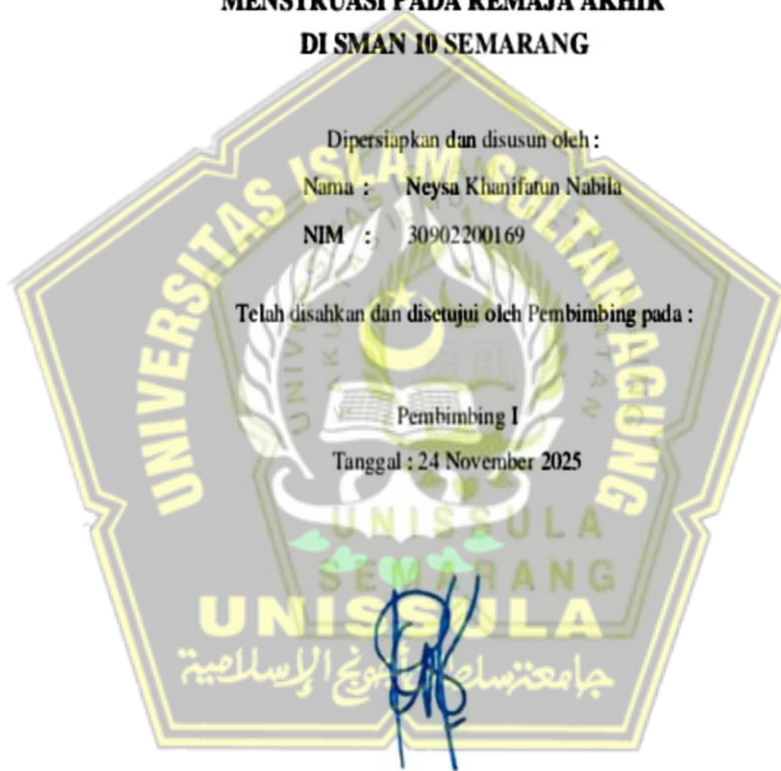 MENSTRUASI PADA REMAJA AKHIR
DI SMAN 10 SEMARANG
Dipersiapkan dan disusun oleh :
Nama : Neysa Khanifatun Nabila
NIM : 30902200169
Telah disahkan dan disetujui oleh Pembimbing pada :
Pembimbing I
Tanggal : 24 November 2025
UNIVERSITAS ISLAM SULTAN AGUNG
UNISSULA
SEMARANG
UNISSULA
جامعة سلطان أجونج الإسلامية